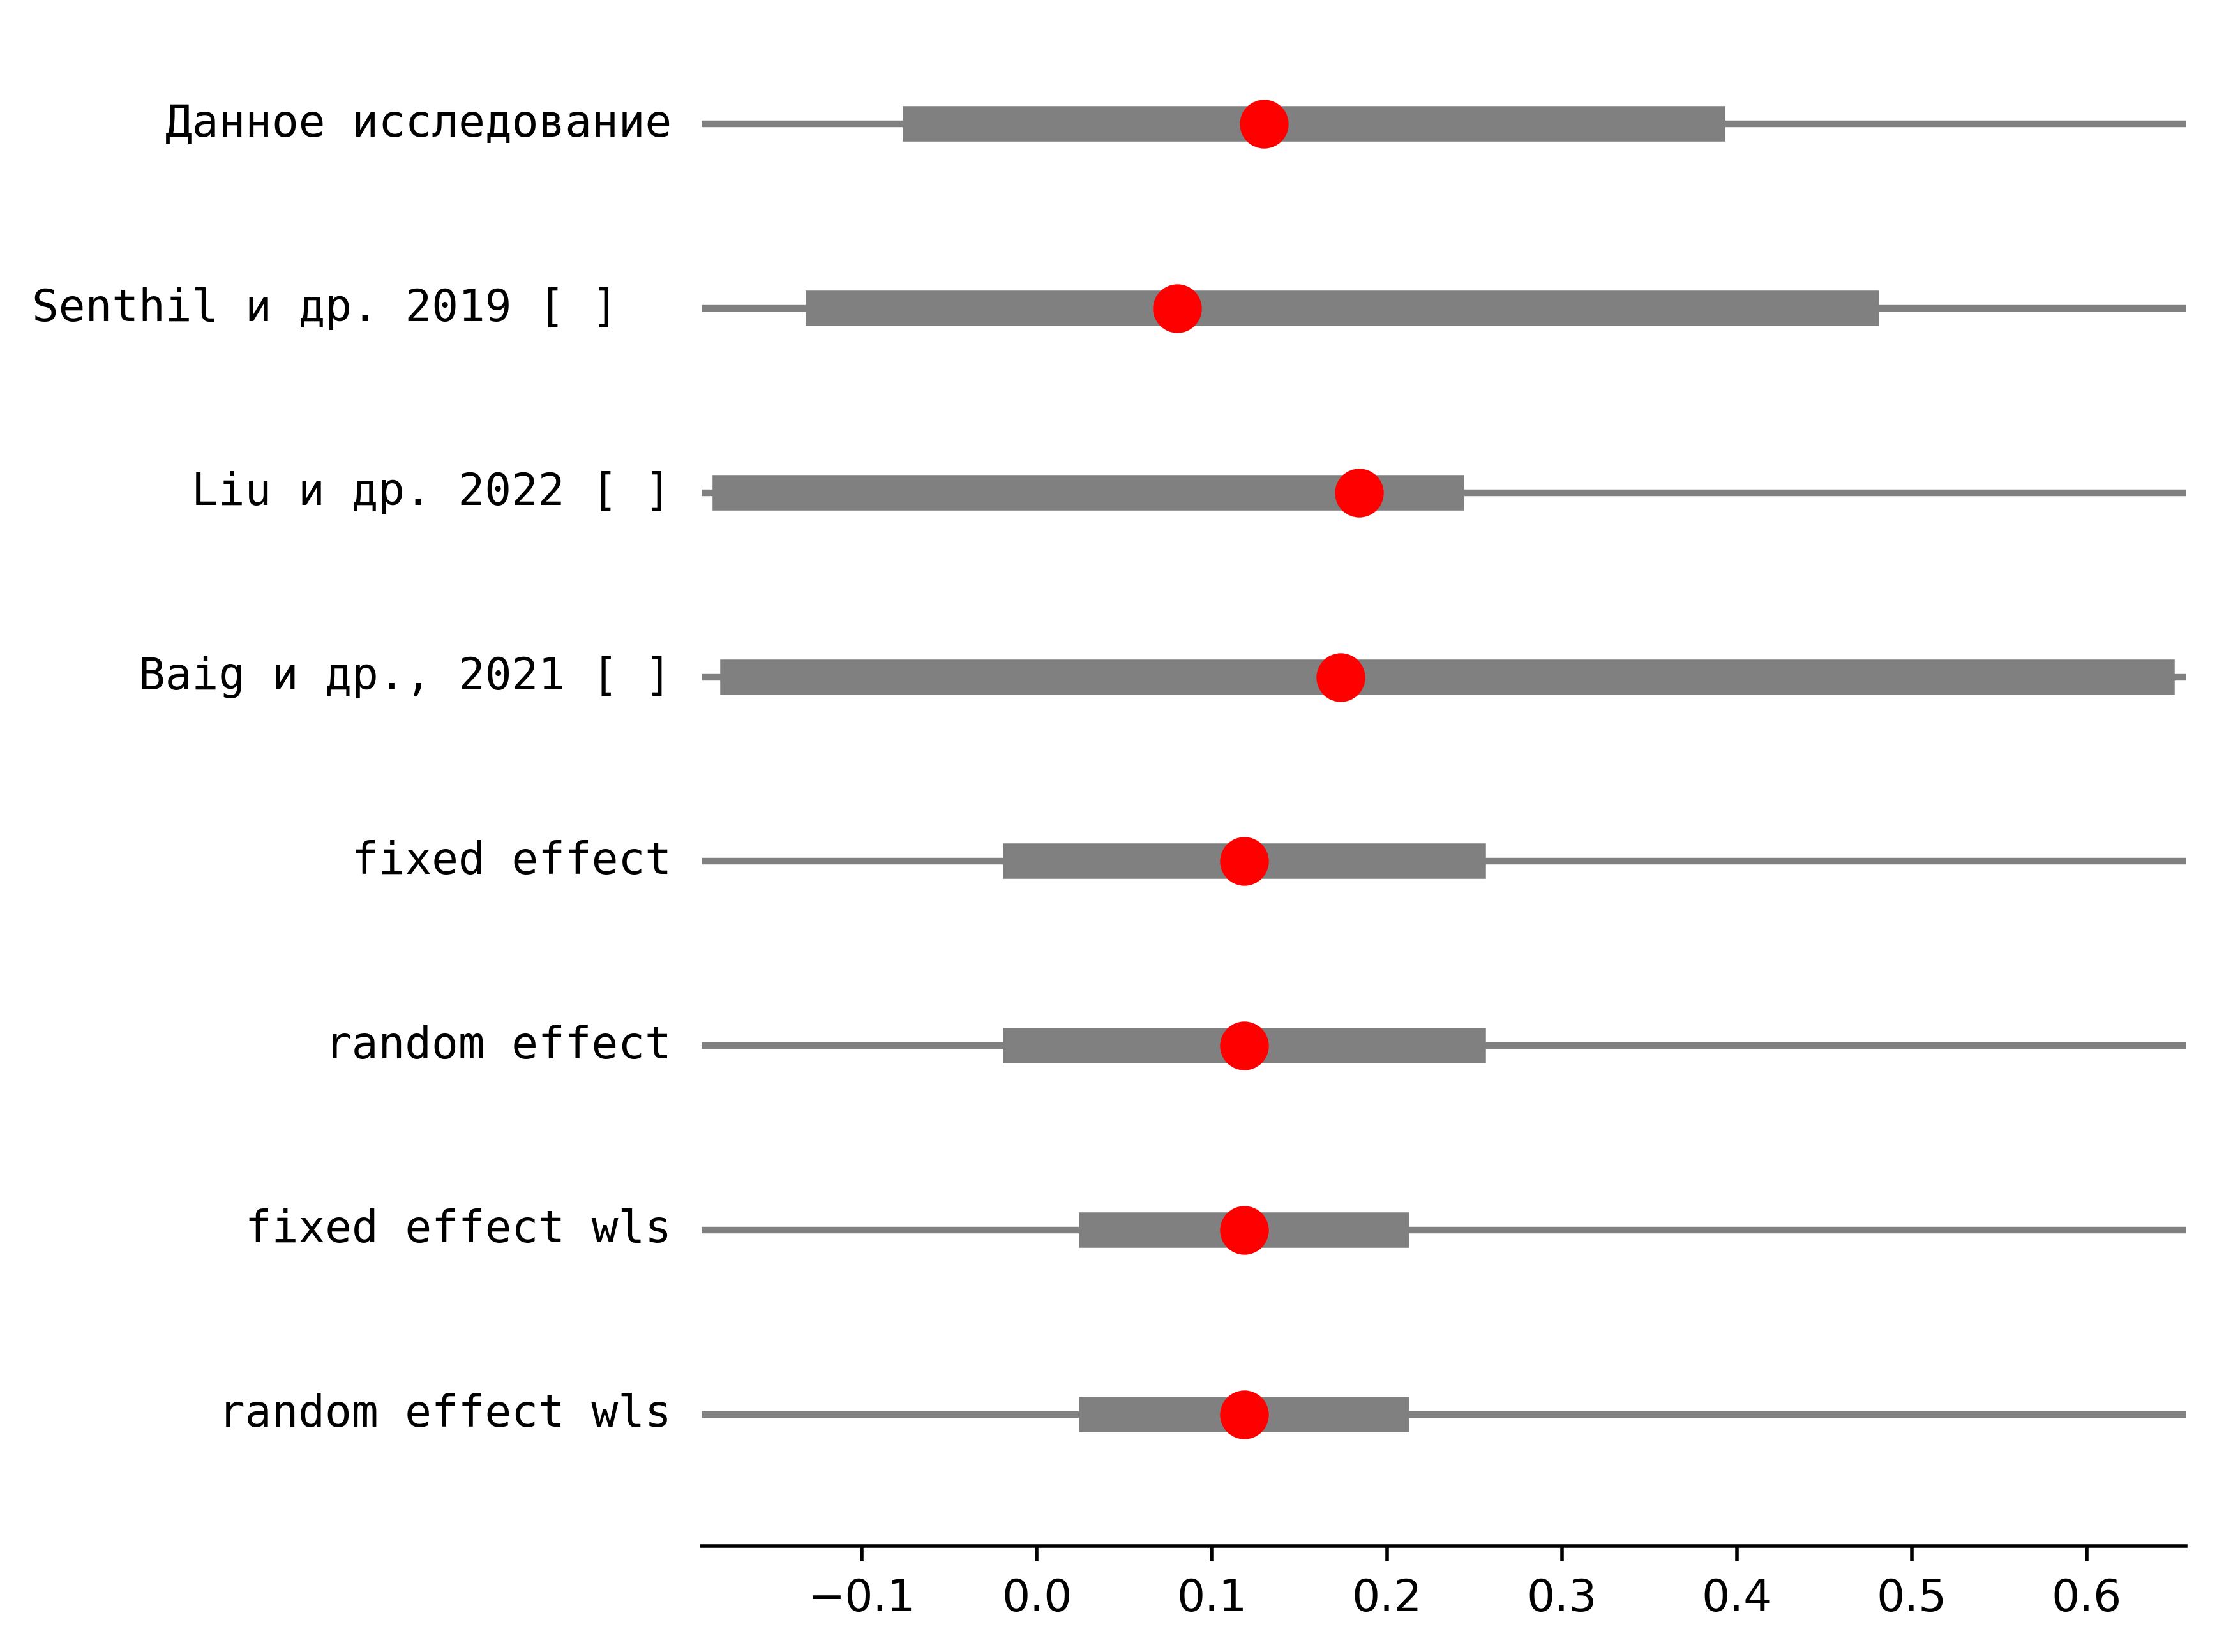 Данное исследование
Senthil и др. 2019 [ ]
Liu и др. 2022 [ ]
Baig и др., 2021 [ ]
fixed effect
random effect
fixed effect wls
random effect wls
−0.1 0.0 0.1 0.2 0.3 0.4 0.5 0.6